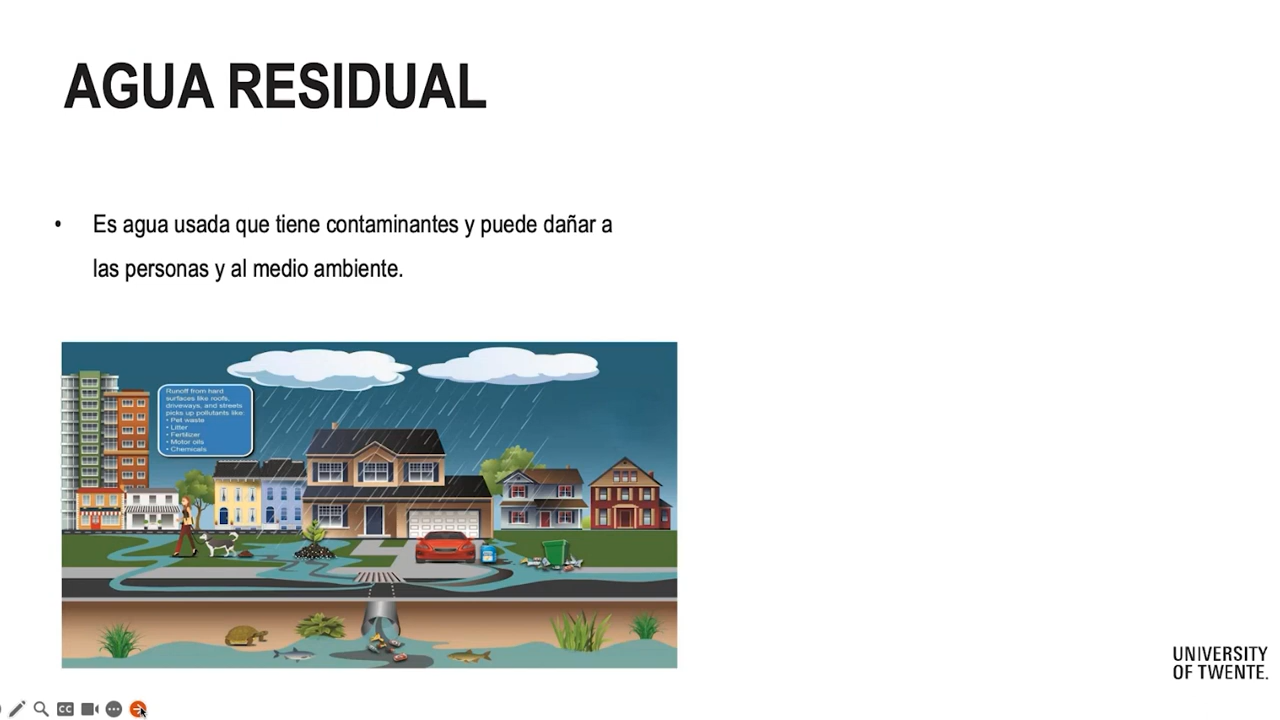 AGUA RESIDUAL
• Es agua usada que tiene contaminantes y puede dañar a
las personas y al medio ambiente.
Runoff from hard
surfaces like roofs,
driveways, and streets
picks up pollutants like:
• Pet waste
• Litter
• Fertilizer
• Motor oils
• Chemicals
UNIVERSITY
OF TWENTE.
CC